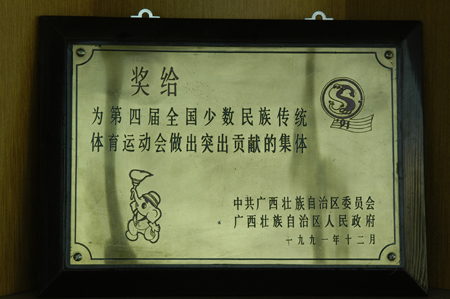 奖给
为第四届全国少数民族传统
体育运动会做出突出贡献的集体
中共广西壮族自治区委员会
广西壮族自治区人民政府
一九九一年十二月